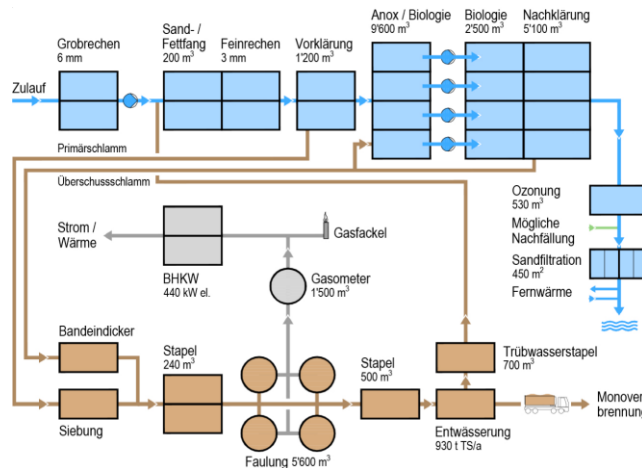 Grobrechen
6 mm
Sand- /
Fettfang
200 m³
Feinrechen
3 mm
Vorklärung
1'200 m³
Anox / Biologie
9'600 m³
Biologie
2'500 m³
Nachklärung
5'100 m³
Zulauf
Primärschlamm
Überschussschlamm
Ozonung
530 m³
Mögliche
Nachfällung
Sandfiltration
450 m²
Fernwärme
Strom /
Wärme
Gasfackel
BHKW
440 kW el.
Gasometer
1'500 m³
Bandeindicker
Stapel
240 m³
Siebung
Faulung 5'600 m³
Stapel
500 m³
Trübwasserstapel
700 m³
Entwässerung
930 t TS/a
Monover
brennung